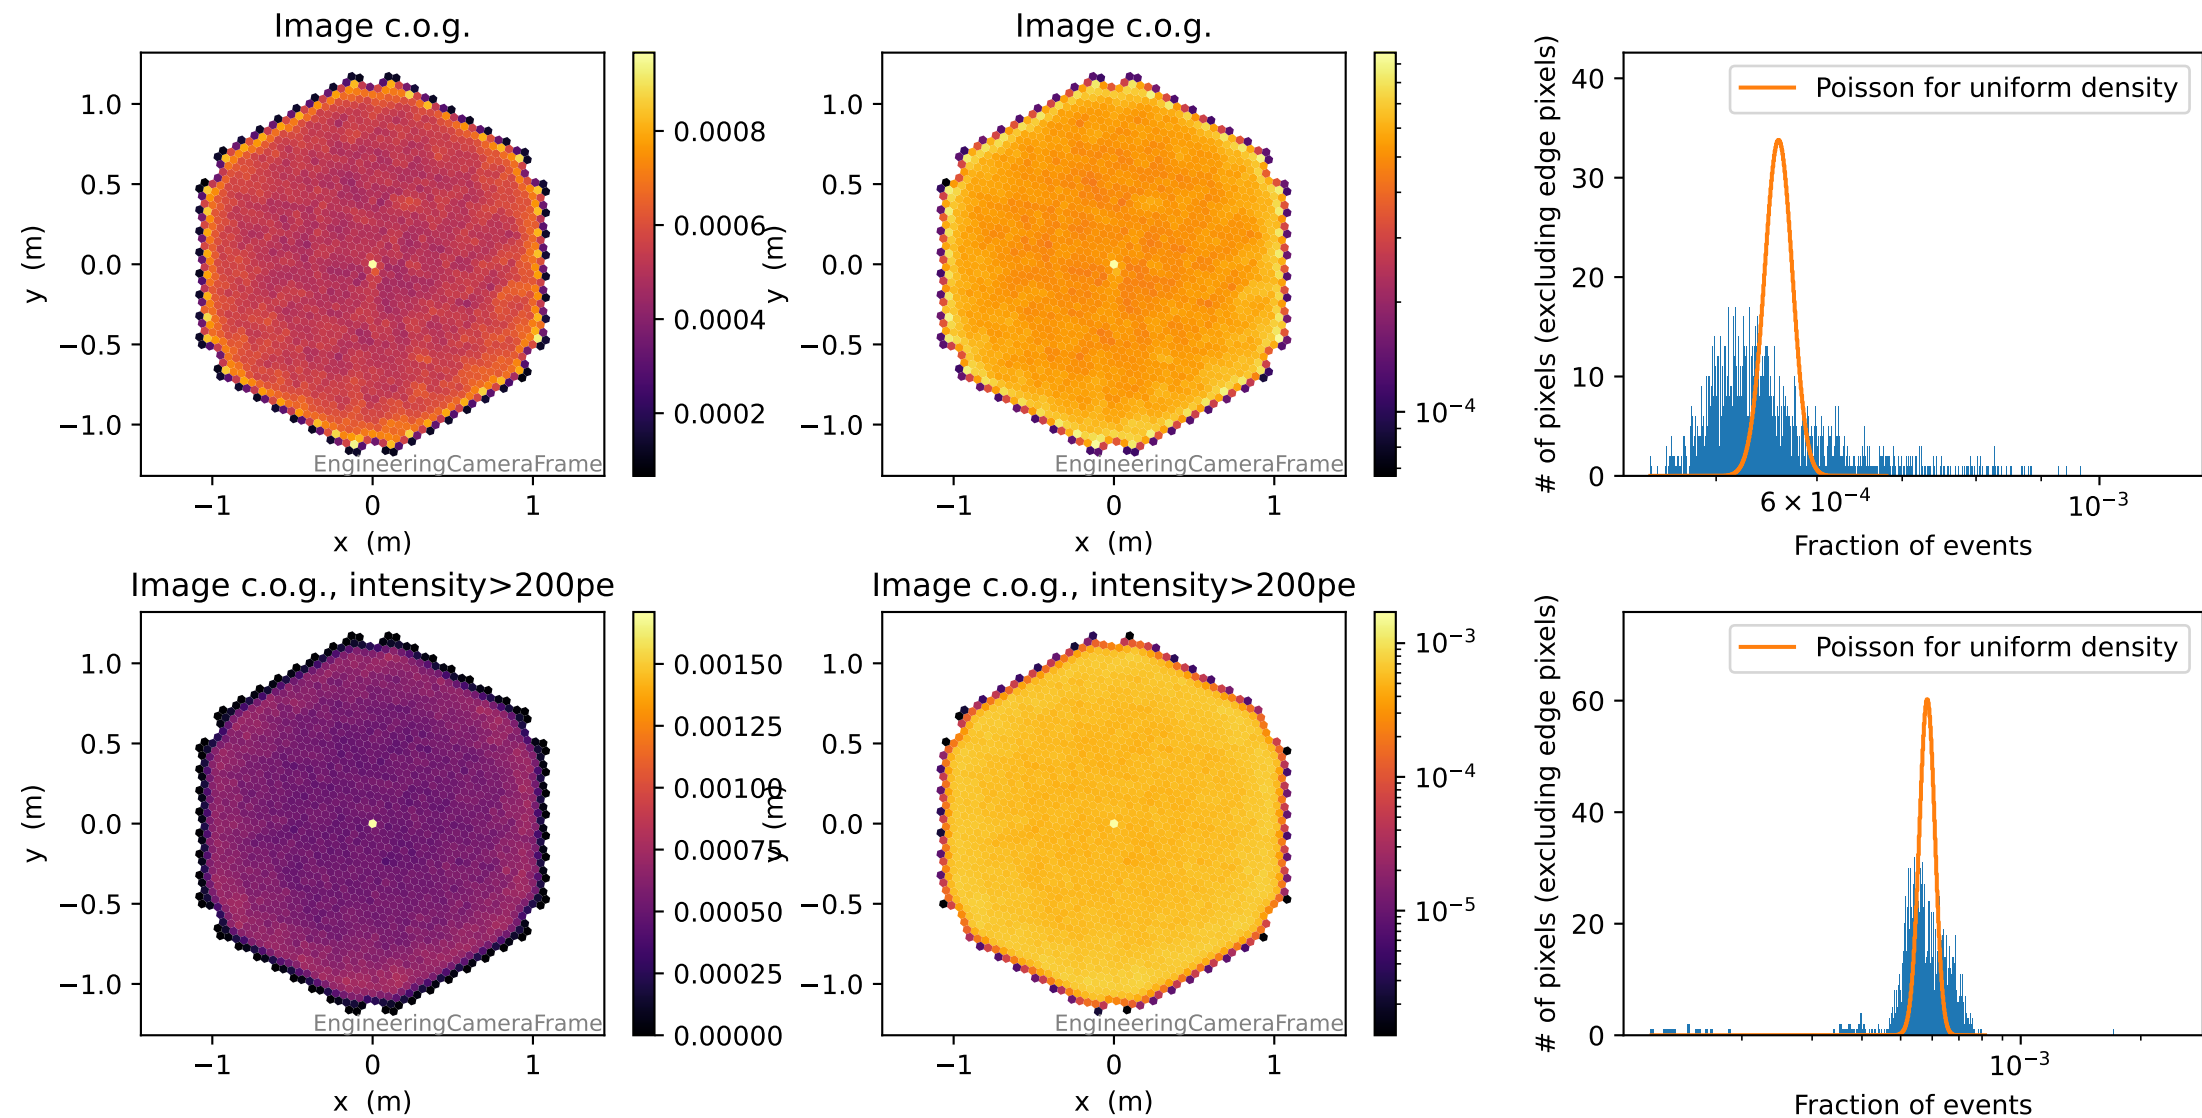 Image c.o.g.
1.0
0.5
0.0
−0.5
−1.0
y (m)
−1
0
1
x (m)
EngineeringCameraFrame
0.0008
0.0006
0.0004
0.0002
Image c.o.g.
1.0
0.5
0.0
−0.5
−1.0
y (m)
−1
0
1
x (m)
EngineeringCameraFrame
10⁻⁴
40
30
20
10
0
# of pixels (excluding edge pixels)
Poisson for uniform density
6 × 10⁻⁴
10⁻³
Fraction of events
Image c.o.g., intensity>200pe
1.0
0.5
0.0
−0.5
−1.0
y (m)
−1
0
1
x (m)
EngineeringCameraFrame
0.00150
0.00125
0.00100
0.00075
0.00050
0.00025
0.00000
Image c.o.g., intensity>200pe
1.0
0.5
0.0
−0.5
−1.0
y (m)
−1
0
1
x (m)
EngineeringCameraFrame
10⁻³
10⁻⁴
10⁻⁵
60
40
20
0
# of pixels (excluding edge pixels)
Poisson for uniform density
10⁻³
Fraction of events